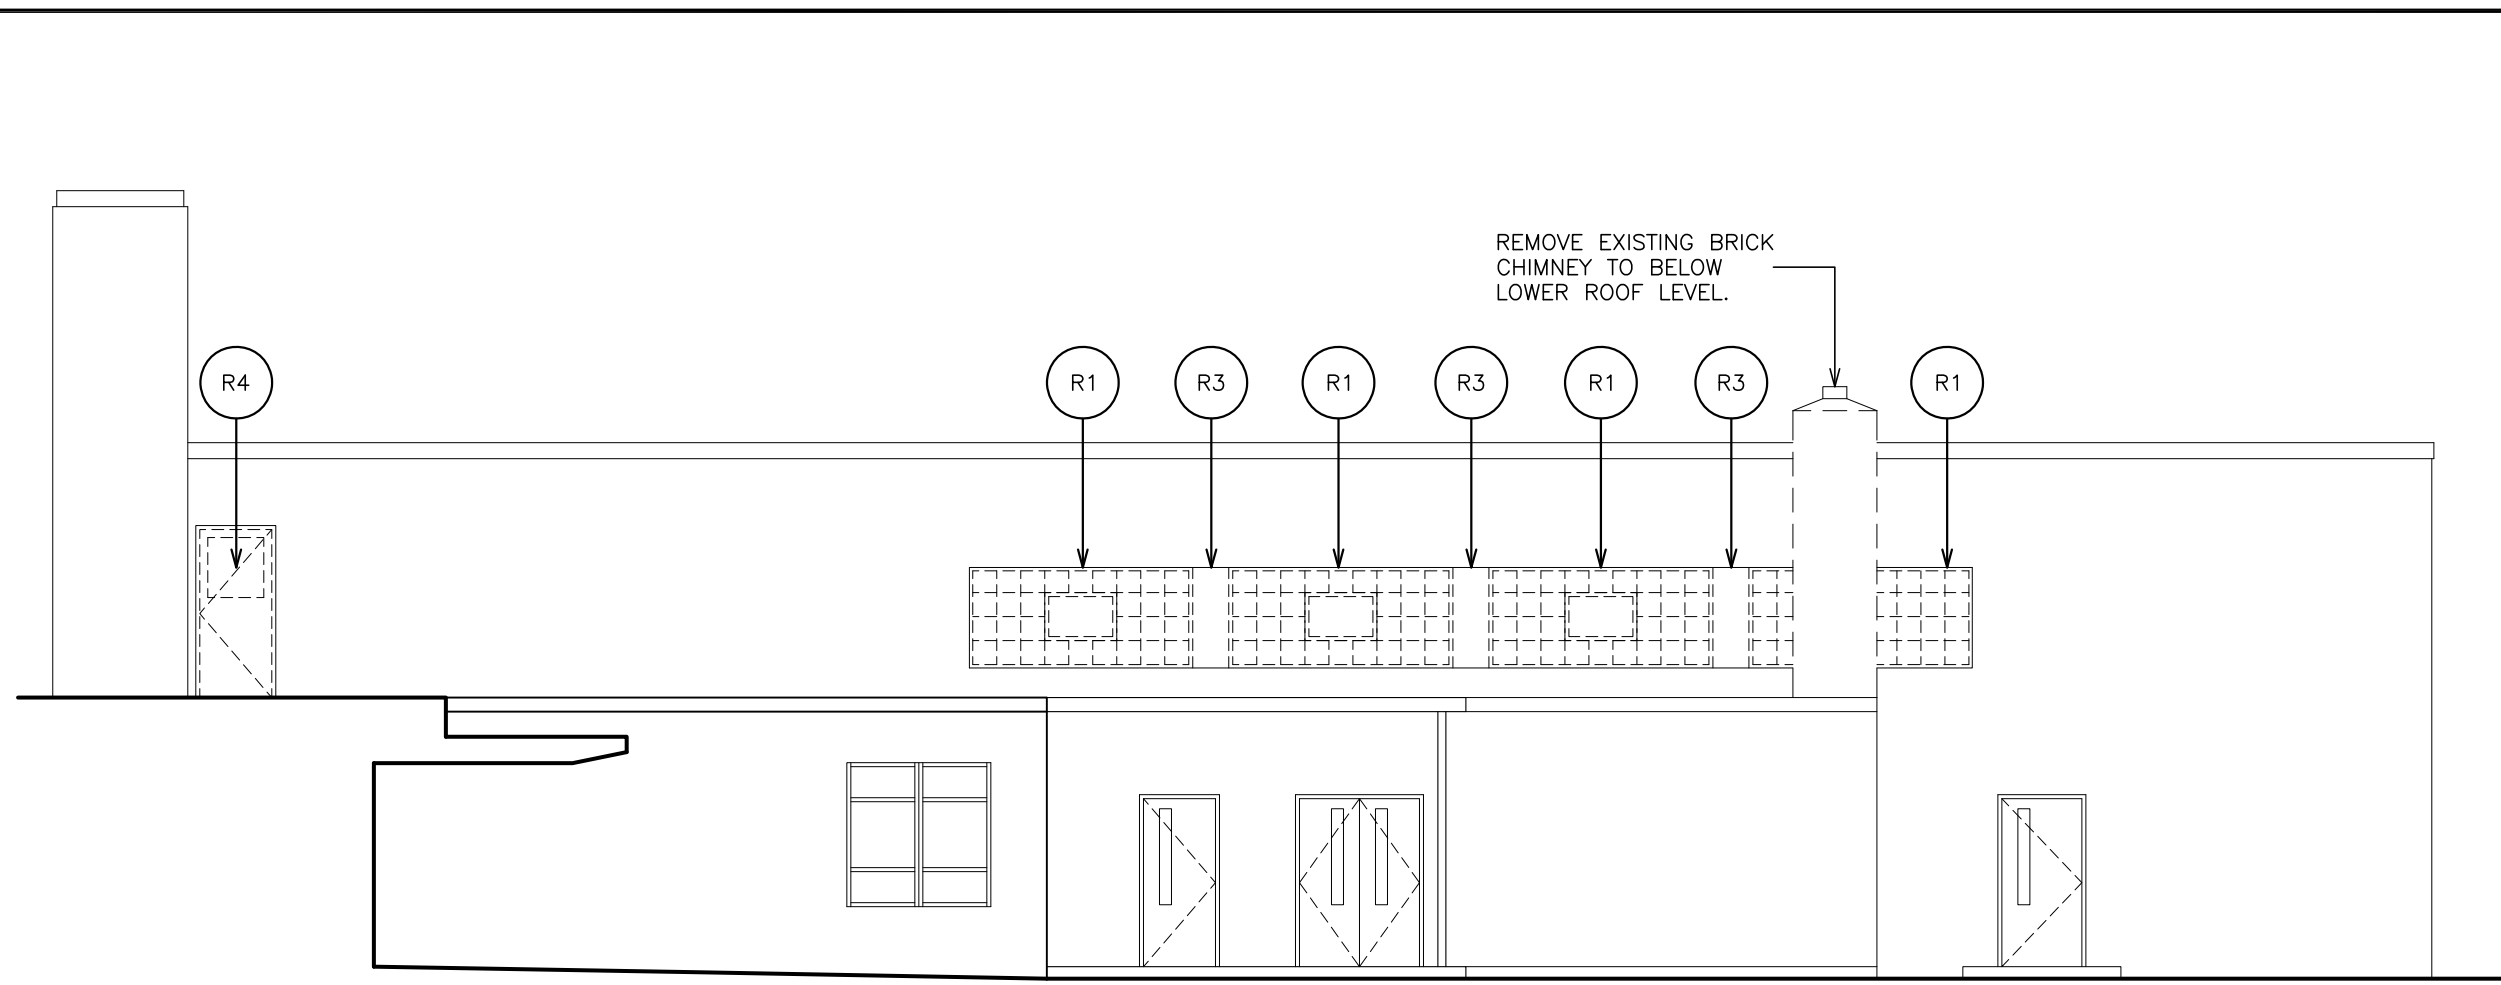 REMOVE EXISTING BRICK
CHIMNEY TO BELOW
LOWER ROOF LEVEL.
R4
R1
R3
R1
R3
R1
R3
R1